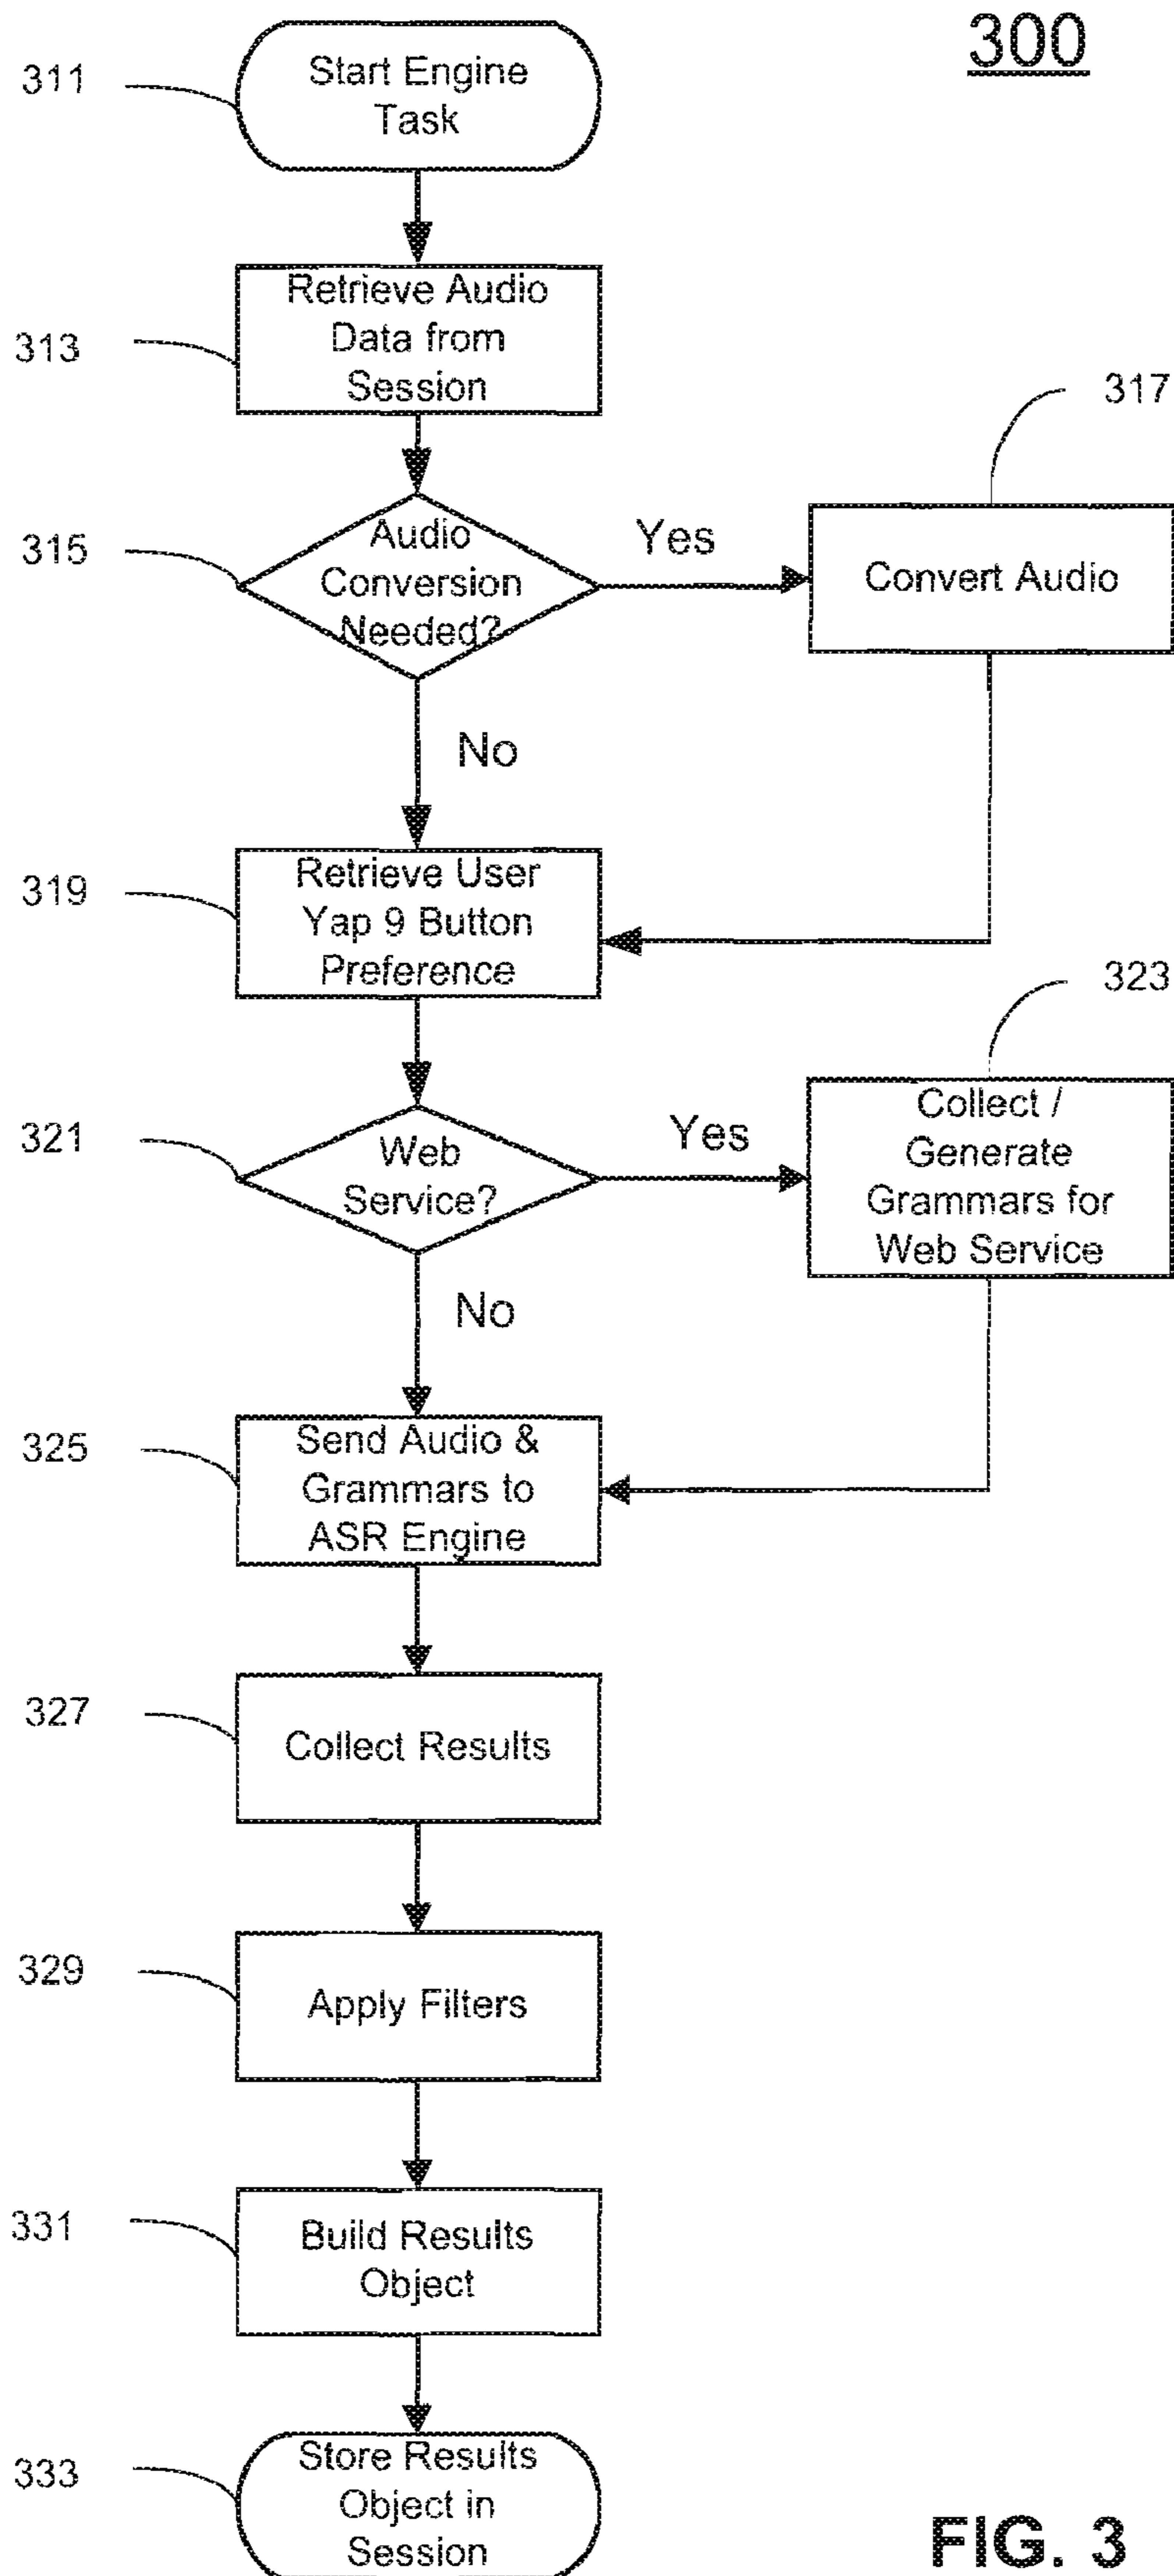 300
311
Start Engine
Task
313
Retrieve Audio
Data from
Session
317
315
Audio
Conversion
Needed?
Yes
Convert Audio
No
319
Retrieve User
Yap 9 Button
Preference
323
321
Web
Service?
Yes
Collect /
Generate
Grammars for
Web Service
No
325
Send Audio &
Grammars to
ASR Engine
327
Collect Results
329
Apply Filters
331
Build Results
Object
333
Store Results
Object in
Session
FIG. 3